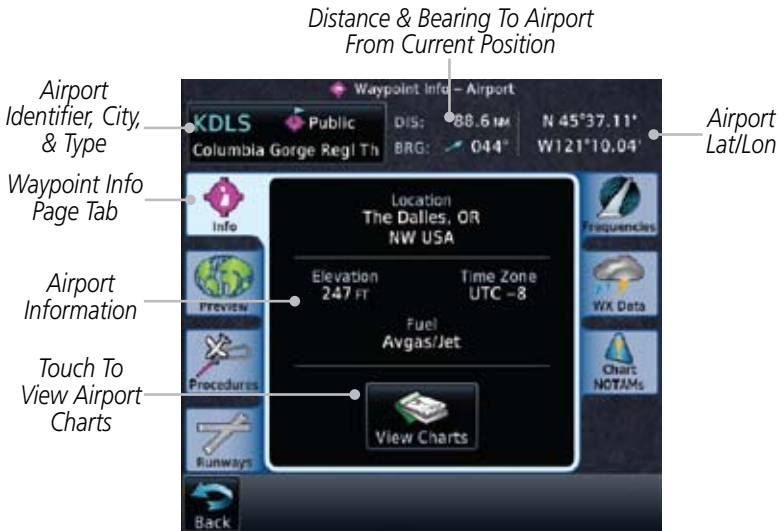 Distance & Bearing To Airport
From Current Position
Airport
Identifier, City,
& Type
Waypoint Info – Airport
KDLS Public
Columbia Gorge Regl Th
DIS: 88.6 NM
BRG: 044°
N 45°37.11'
W121°10.04'
Airport
Lat/Lon
Waypoint Info
Page Tab
Info
Location
The Dalles, OR
NW USA
Frequencies
Airport
Information
Preview
Elevation
247 FT
Time Zone
UTC –8
WX Data
Fuel
Avgas/Jet
Touch To
View Airport
Charts
Procedures
Chart
NOTAMs
View Charts
Runways
Back